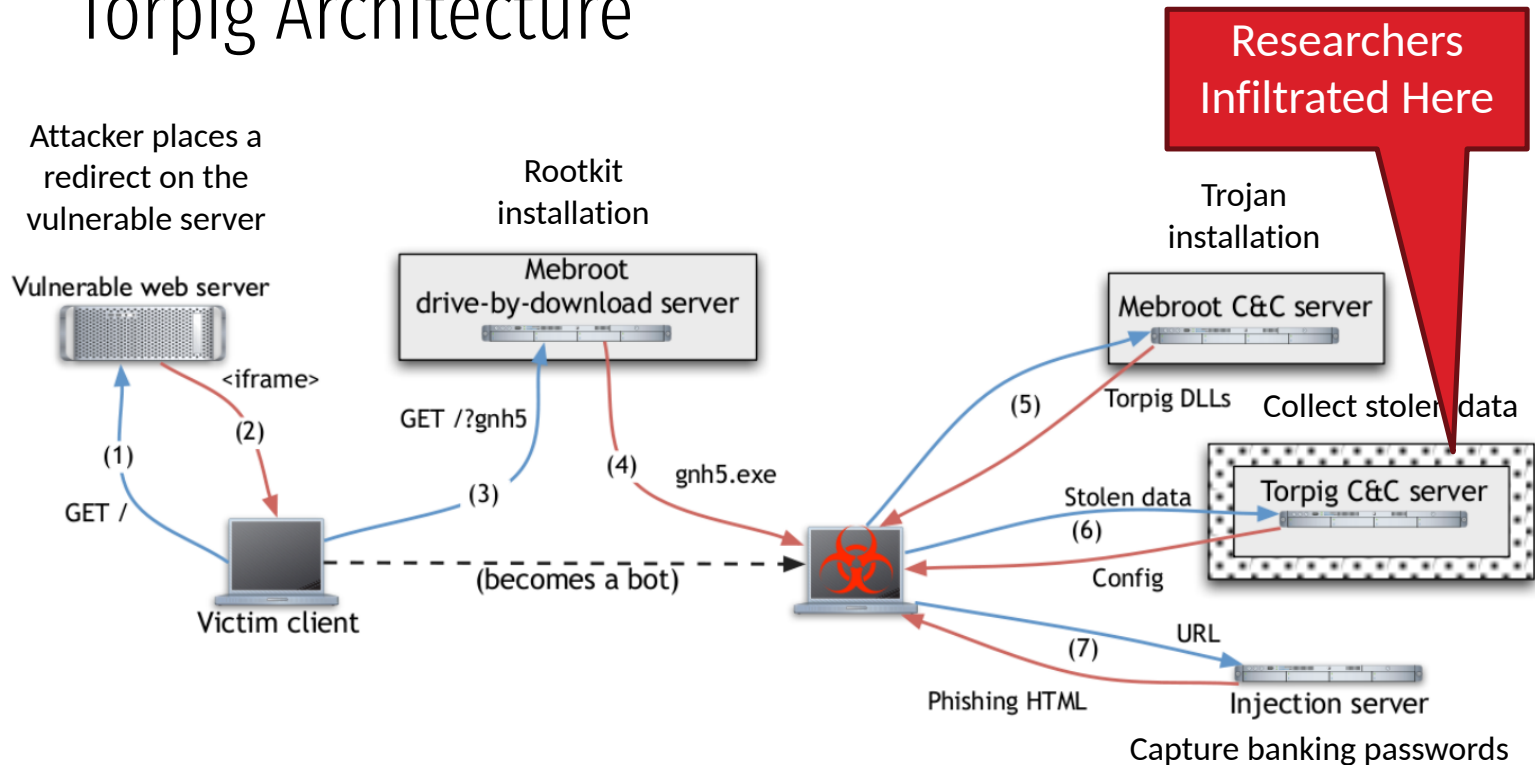 Torpig Architecture
Researchers
Infiltrated Here
Attacker places a
redirect on the
vulnerable server
Rootkit
installation
Trojan
installation
Vulnerable web server
Mebroot
drive-by-download server
Mebroot C&C server
<iframe>
GET /?gnh5
(5)
Torpig DLLs
Collect stolen data
(1)
(2)
(3)
(4)
gnh5.exe
GET /
Stolen data
(6)
Torpig C&C server
Config
(becomes a bot)
Victim client
URL
(7)
Phishing HTML
Injection server
Capture banking passwords